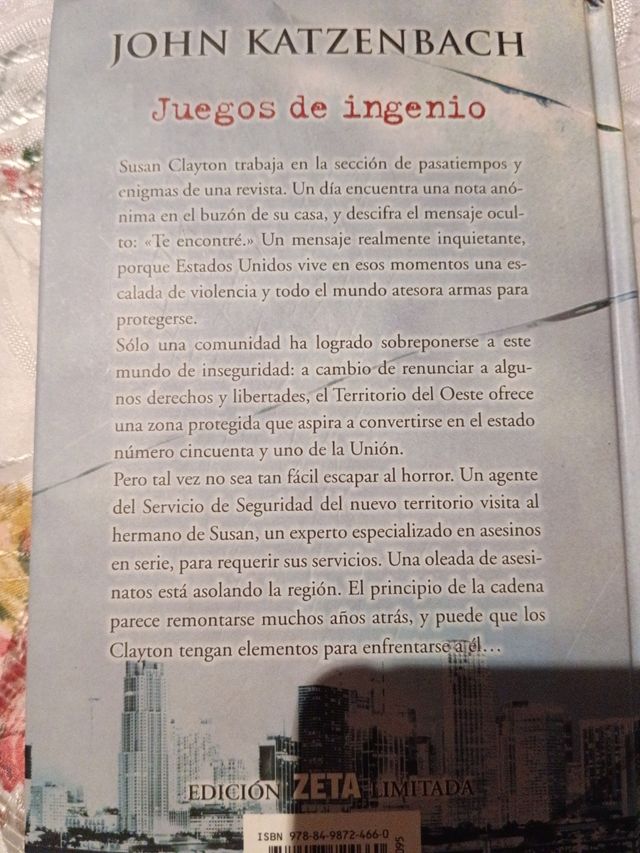 JOHN KATZENBACH
Juegos de ingenio
Susan Clayton trabaja en la sección de pasatiempos y
enigmas de una revista. Un día encuentra una nota anó-
nima en el buzón de su casa, y descifra el mensaje ocul-
to: «Te encontré.» Un mensaje realmente inquietante,
porque Estados Unidos vive en esos momentos una es-
calada de violencia y todo el mundo atesora armas para
protegerse.
Sólo una comunidad ha logrado sobreponerse a este
mundo de inseguridad: a cambio de renunciar a algu-
nos derechos y libertades, el Territorio del Oeste ofrece
una zona protegida que aspira a convertirse en el estado
número cincuenta y uno de la Unión.
Pero tal vez no sea tan fácil escapar al horror. Un agente
del Servicio de Seguridad del nuevo territorio visita al
hermano de Susan, un experto especializado en asesinos
en serie, para requerir sus servicios. Una oleada de asesi-
natos está asolando la región. El principio de la cadena
parece remontarse muchos años atrás, y puede que los
Clayton tengan elementos para enfrentarse a él…
EDICIÓN ZETA LIMITADA
ISBN 978-84-9872-466-0
095